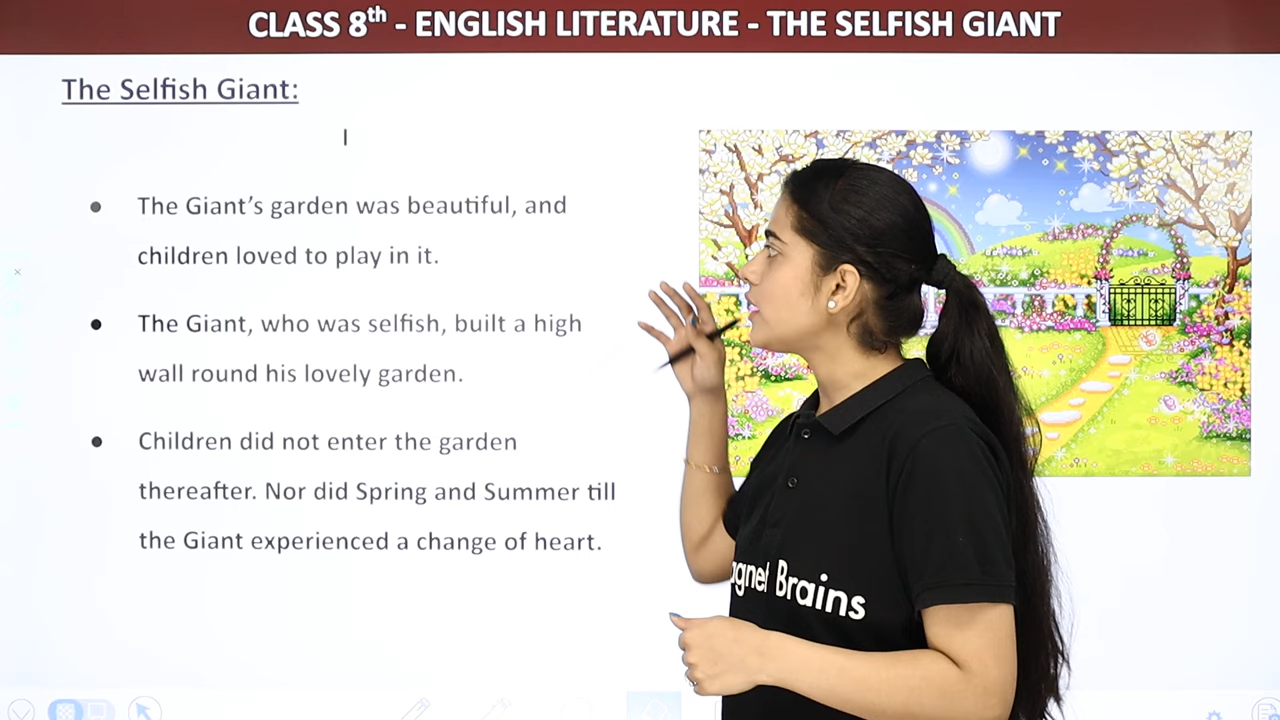 CLASS 8th - ENGLISH LITERATURE - THE SELFISH GIANT
The Selfish Giant:
I
The Giant's garden was beautiful, and
children loved to play in it.
The Giant, who was selfish, built a high
wall round his lovely garden.
Children did not enter the garden
thereafter. Nor did Spring and Summer till
the Giant experienced a change of heart.
agnet Brains